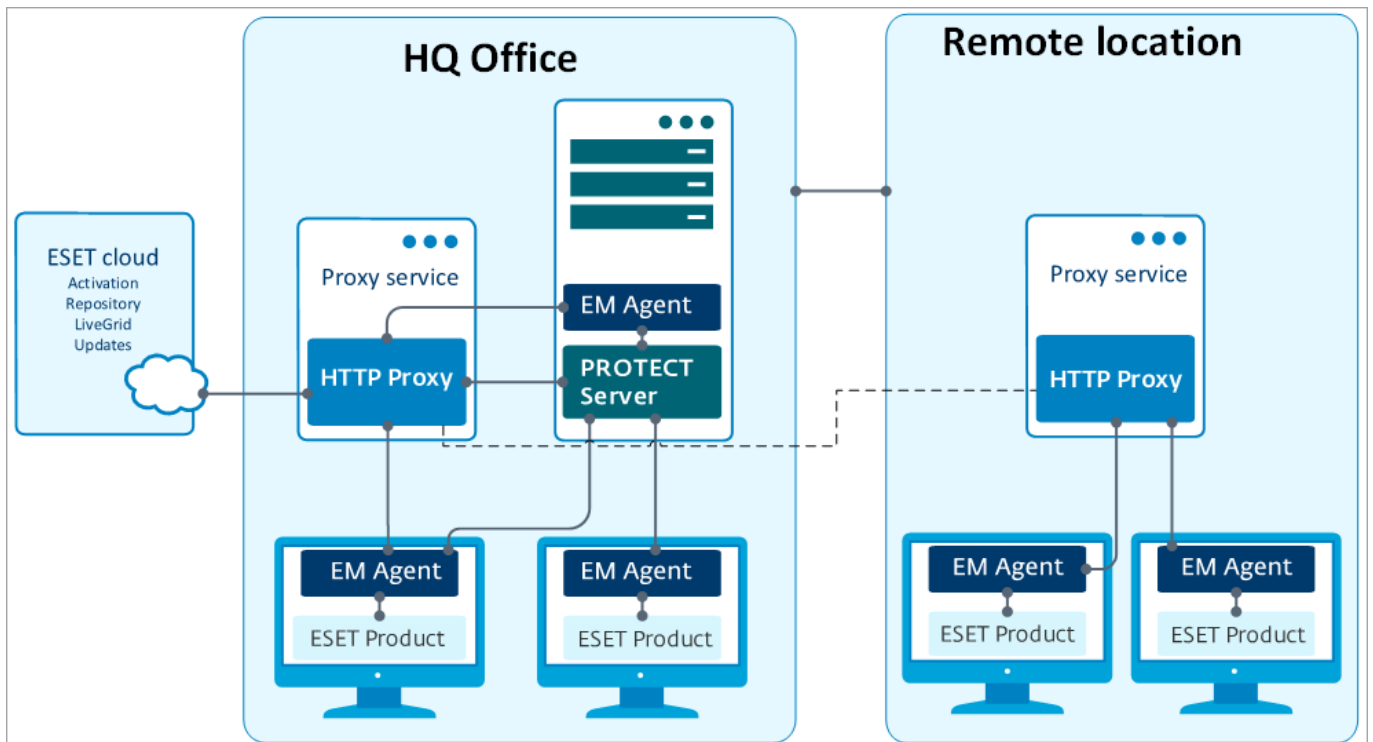 HQ Office
Remote location
ESET cloud
Activation
Repository
LiveGrid
Updates
Proxy service
HTTP Proxy
EM Agent
PROTECT
Server
EM Agent
ESET Product
EM Agent
ESET Product
Proxy service
HTTP Proxy
EM Agent
ESET Product
EM Agent
ESET Product